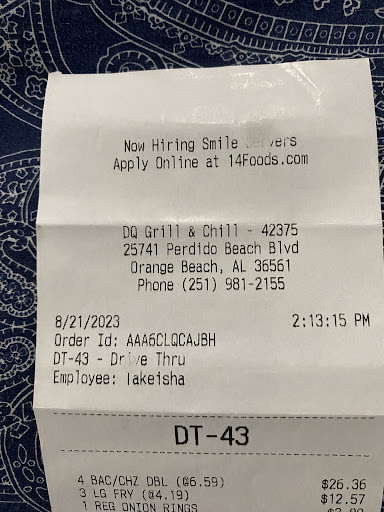 Now Hiring Smile Servers
Apply Online at 14Foods.com
DQ Grill & Chill - 42375
25741 Perdido Beach Blvd
Orange Beach, AL 36561
Phone (251) 981-2155
8/21/2023 2:13:15 PM
Order Id: AAA6CLQCAJBH
DT-43 - Drive Thru
Employee: lakeisha
DT-43
4 BAC/CHZ DBL (@6.59) $26.36
3 LG FRY (@4.19) $12.57
1 REG ONION RINGS